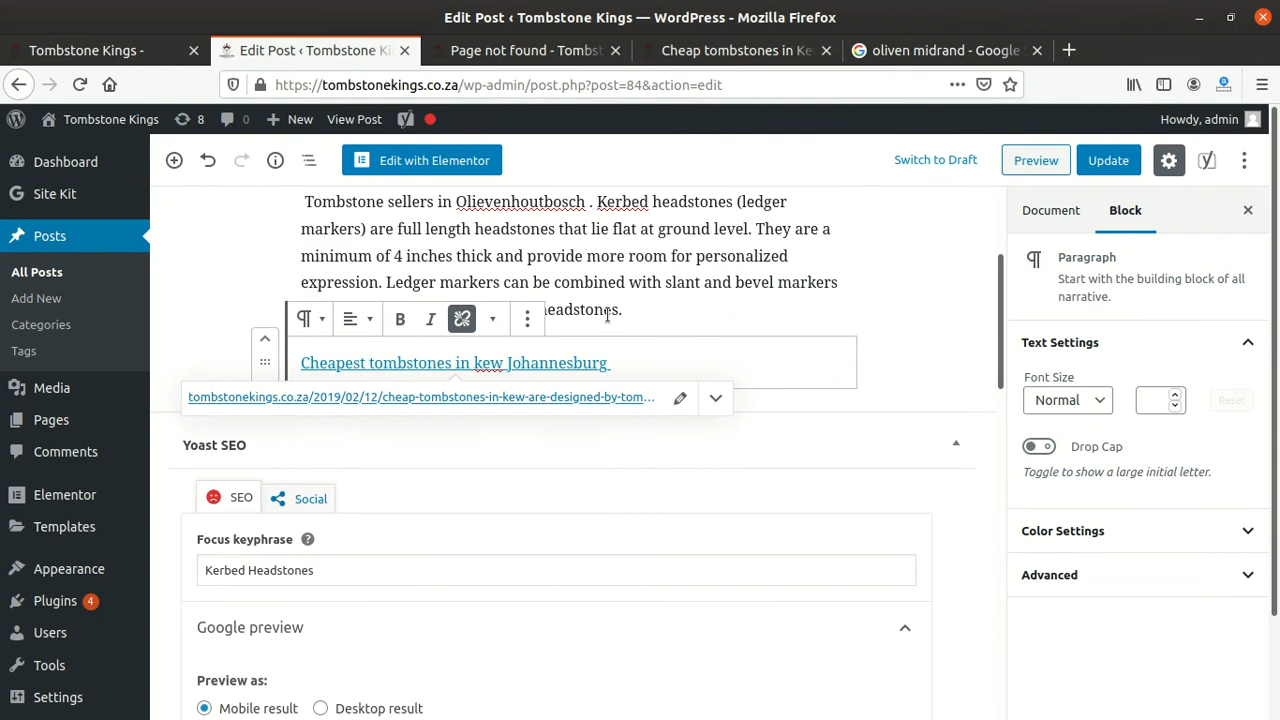 Edit Post ‹ Tombstone Kings — WordPress - Mozilla Firefox
Tombstone Kings -
Edit Post ‹ Tombstone Ki
Page not found - Tombst
Cheap tombstones in Ke
oliven midrand - Google S
https://tombstonekings.co.za/wp-admin/post.php?post=84&action=edit
Tombstone Kings
8
0
New
View Post
Howdy, admin
Dashboard
Site Kit
Posts
All Posts
Add New
Categories
Tags
Media
Pages
Comments
Elementor
Templates
Appearance
Plugins 4
Users
Tools
Settings
Edit with Elementor
Switch to Draft
Preview
Update
Tombstone sellers in Olievenhoutbosch . Kerbed headstones (ledger
markers) are full length headstones that lie flat at ground level. They are a
minimum of 4 inches thick and provide more room for personalized
expression. Ledger markers can be combined with slant and bevel markers
headstones.
B I
Cheapest tombstones in kew Johannesburg
tombstonekings.co.za/2019/02/12/cheap-tombstones-in-kew-are-designed-by-tom…
Yoast SEO
SEO
Social
Focus keyphrase ?
Kerbed Headstones
Google preview
Preview as:
Mobile result
Desktop result
Document
Block
Paragraph
Start with the building block of all
narrative.
Text Settings
Font Size
Normal
Reset
Drop Cap
Toggle to show a large initial letter.
Color Settings
Advanced